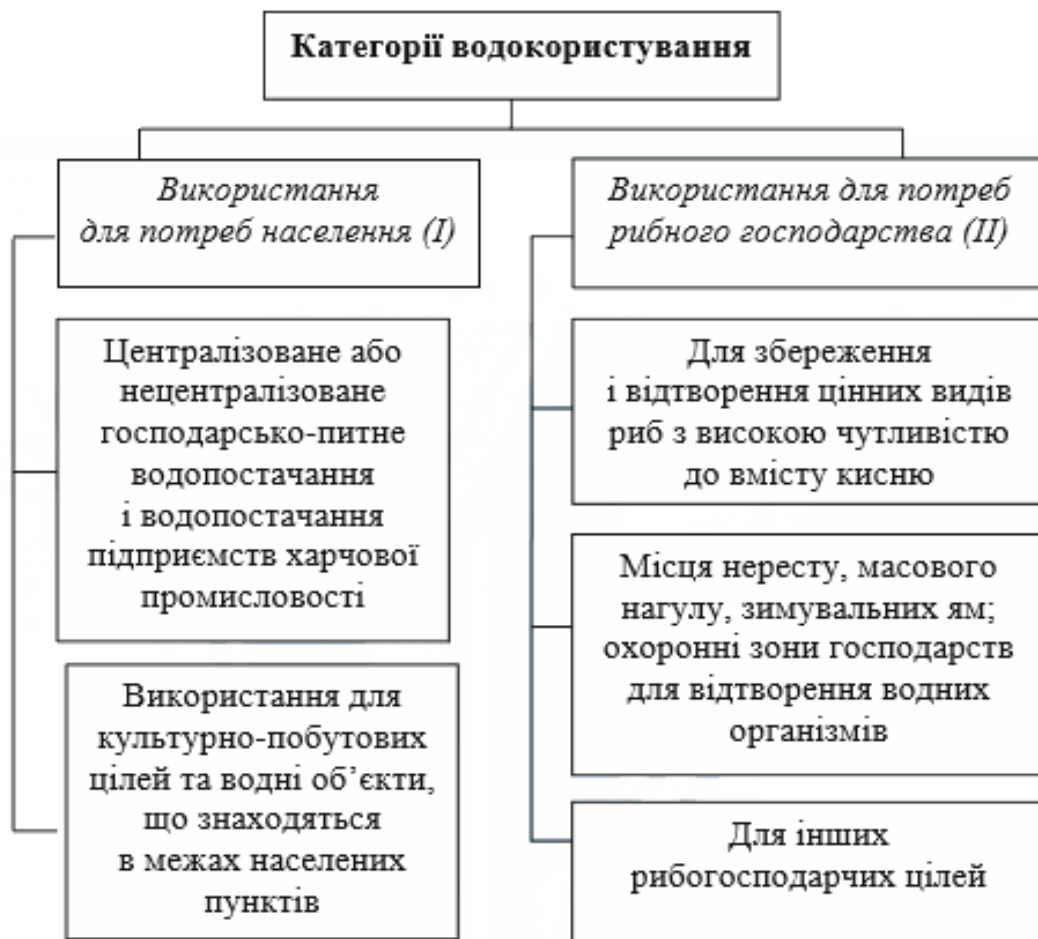 Категорії водокористування
Використання
для потреб населення (І)
Централізоване або
нецентралізоване
господарсько-питне
водопостачання
і водопостачання
підприємств харчової
промисловості
Використання для
культурно-побутових
цілей та водні об’єкти,
що знаходяться
в межах населених
пунктів
Використання для потреб
рибного господарства (ІІ)
Для збереження
і відтворення цінних видів
риб з високою чутливістю
до вмісту кисню
Місця нересту, масового
нагулу, зимувальних ям;
охоронні зони господарств
для відтворення водних
організмів
Для інших
рибогосподарчих цілей